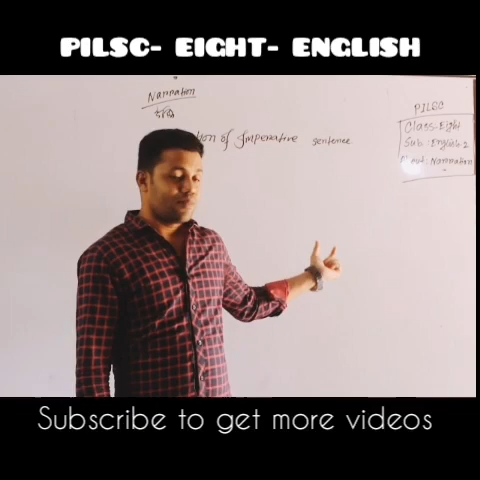 PILSC- EIGHT- ENGLISH
Narration
PILSC
of Imperative sentence
Class-Eight
Sub: English-2
Narration
Subscribe to get more videos